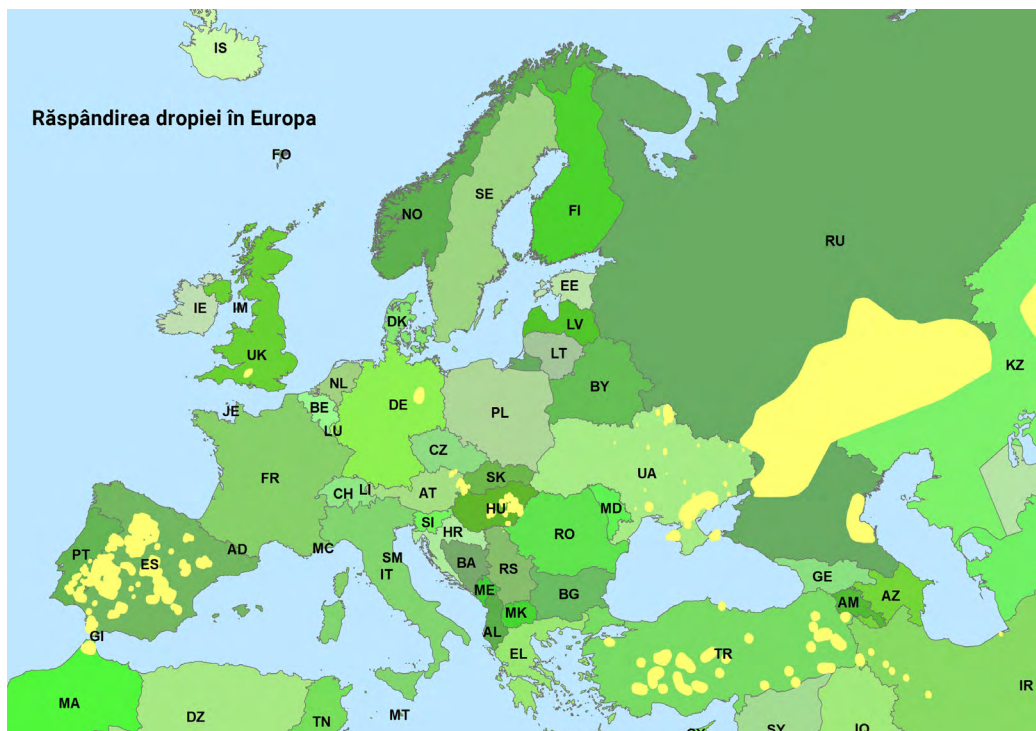 IS
Răspândirea dropiei în Europa
FO
SE
NO
FI
RU
EE
IE
IM
DK
LV
UK
LT
KZ
NL
BY
DE
JE
BE
PL
LU
CZ
UA
FR
SK
CH
LI
AT
HU
MD
SI
RO
HR
PT
ES
AD
MC
SM
IT
BA
RS
ME
BG
GE
MK
AM
AZ
GI
AL
EL
TR
MA
DZ
TN
MT
CY
SY
IQ
IR